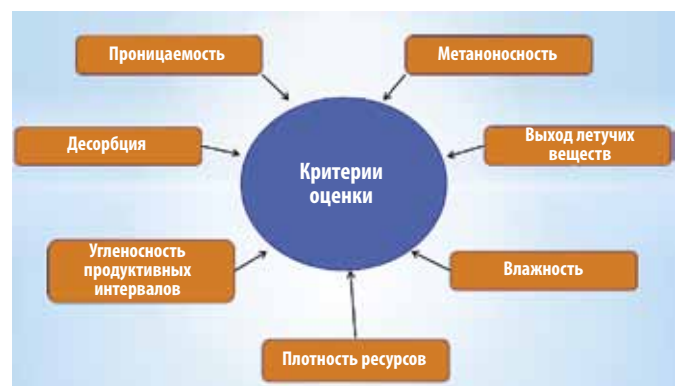 Проницаемость
Метаноносность
Десорбция
Выход летучих
веществ
Критерии
оценки
Угленосность
продуктивных
интервалов
Влажность
Плотность ресурсов